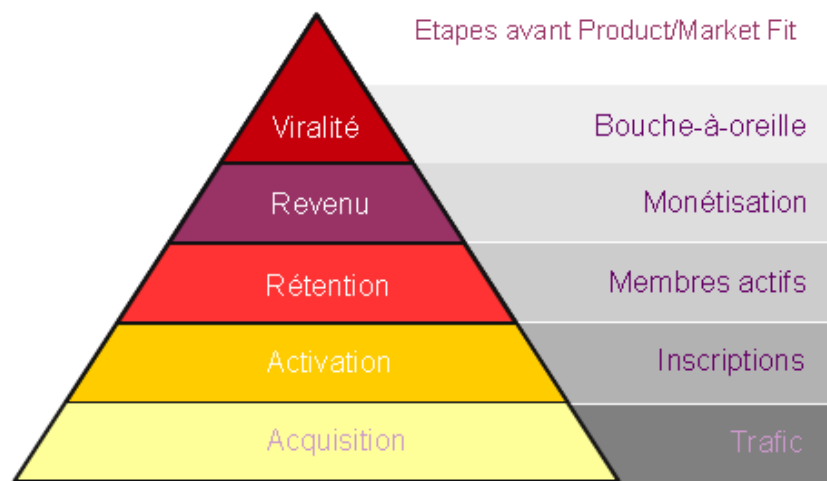 Etapes avant Product/Market Fit
Viralité
Bouche-à-oreille
Revenu
Monétisation
Rétention
Membres actifs
Activation
Inscriptions
Acquisition
Trafic